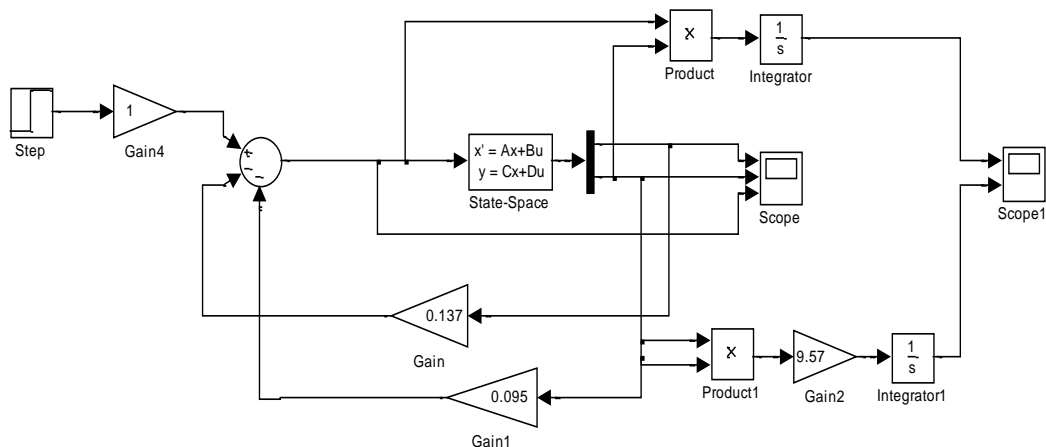 x
Product
1
s
Integrator
Step
1
Gain4
+
−
−
x' = Ax+Bu
y = Cx+Du
State-Space
Scope
Scope1
0.137
Gain
x
Product1
9.57
Gain2
1
s
Integrator1
0.095
Gain1